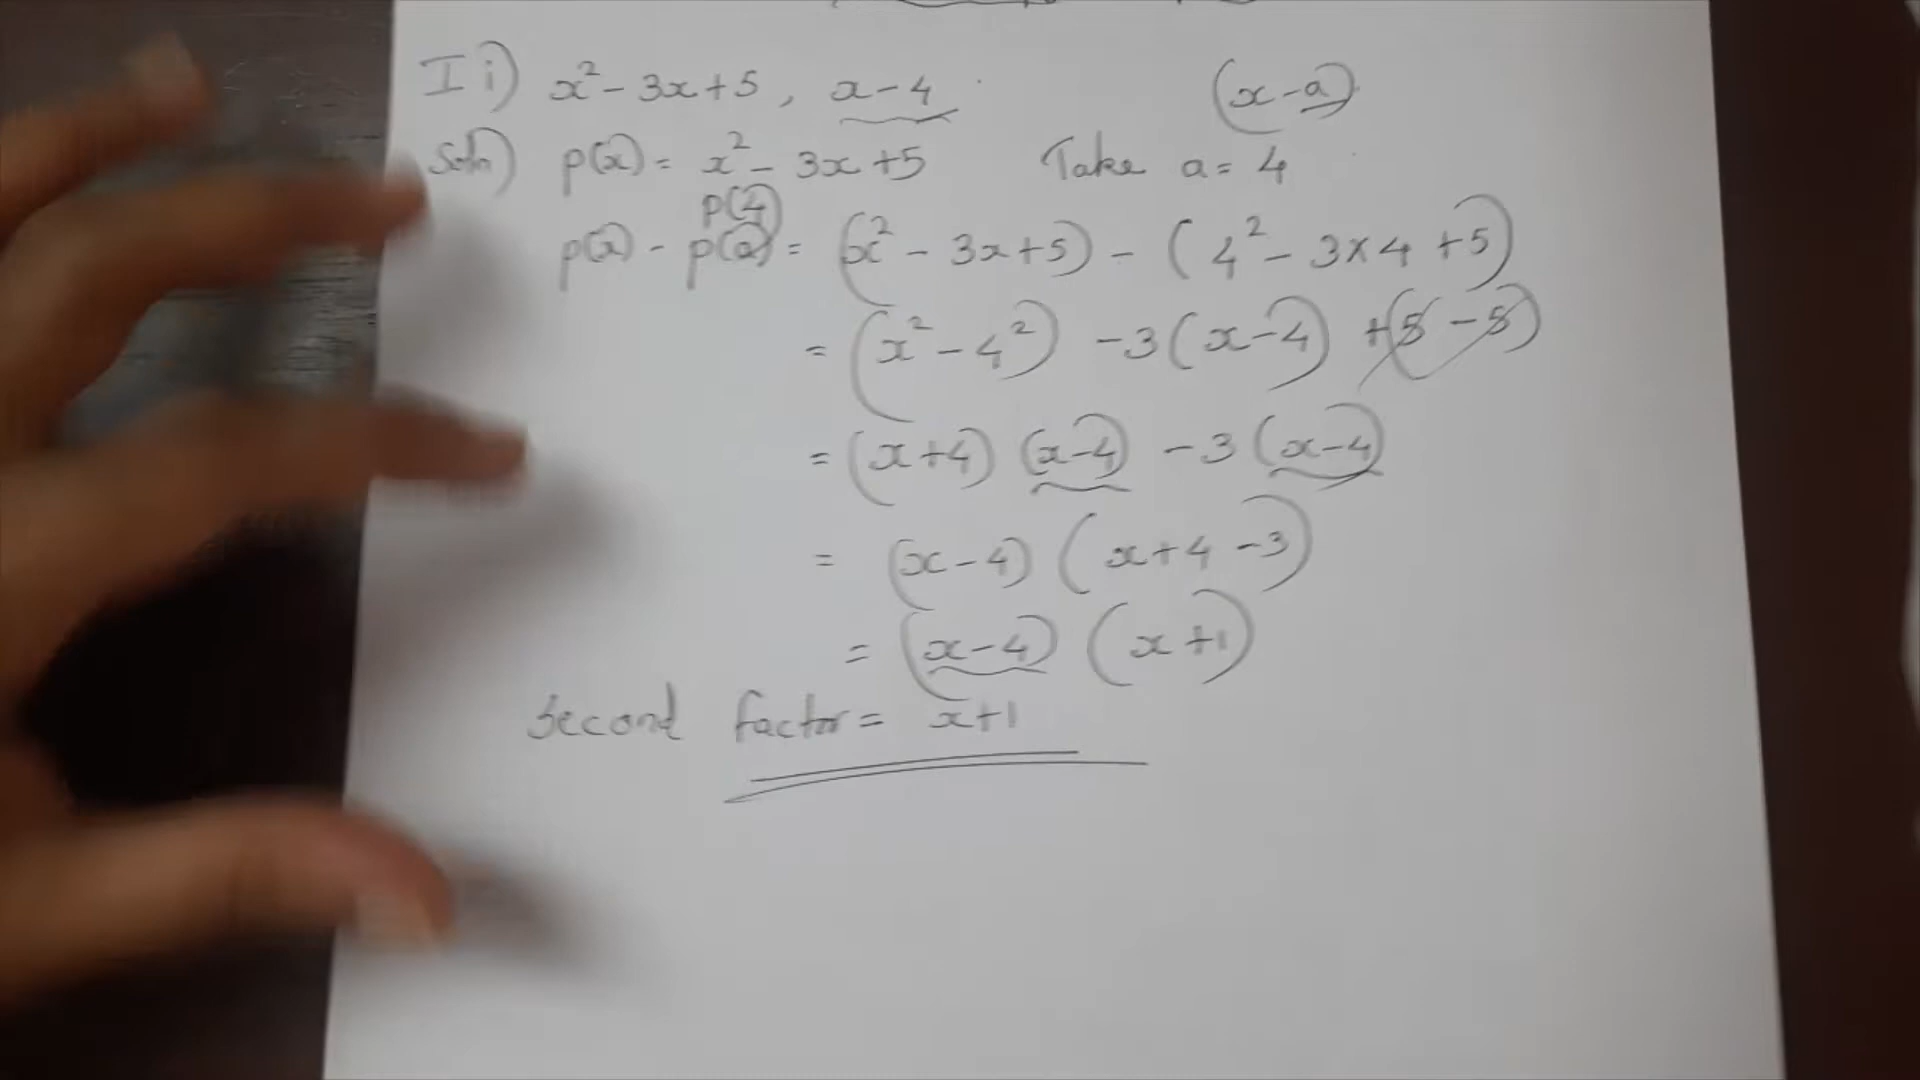 I i) x² - 3x+5 , x-4 (x-a)
Soln) p(x) = x² - 3x+5 Take a = 4
p(4)
p(x) - p(a) = (x² - 3x+5) - (4² - 3×4 +5)
= (x² - 4²) -3(x-4) +(5-5)
= (x+4) (x-4) -3 (x-4)
= (x-4) (x+4-3)
= (x-4) (x+1)
Second factor = x+1